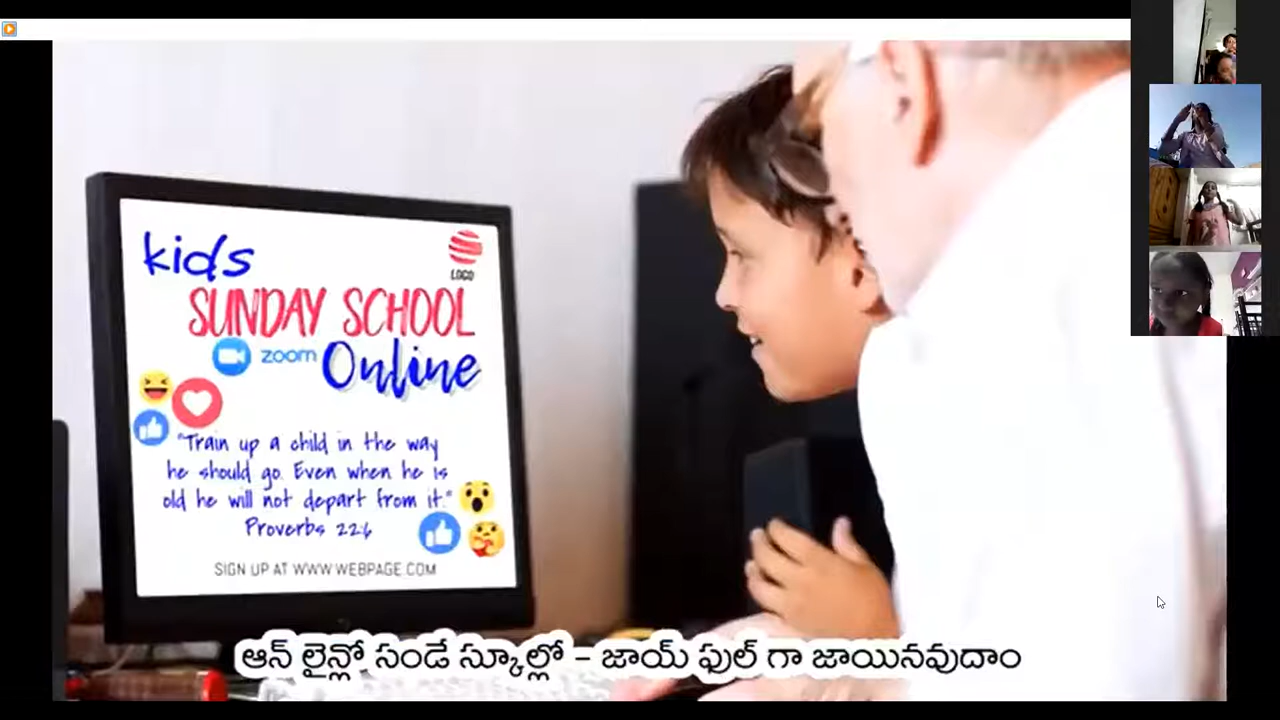 kids
LOGO
SUNDAY SCHOOL
zoom Online
"Train up a child in the way
he should go. Even when he is
old he will not depart from it."
Proverbs 22:6
SIGN UP AT WWW.WEBPAGE.COM
ఆన్ లైన్లో సండే స్కూల్లో – జాయ్ ఫుల్ గా జాయినవుదాం